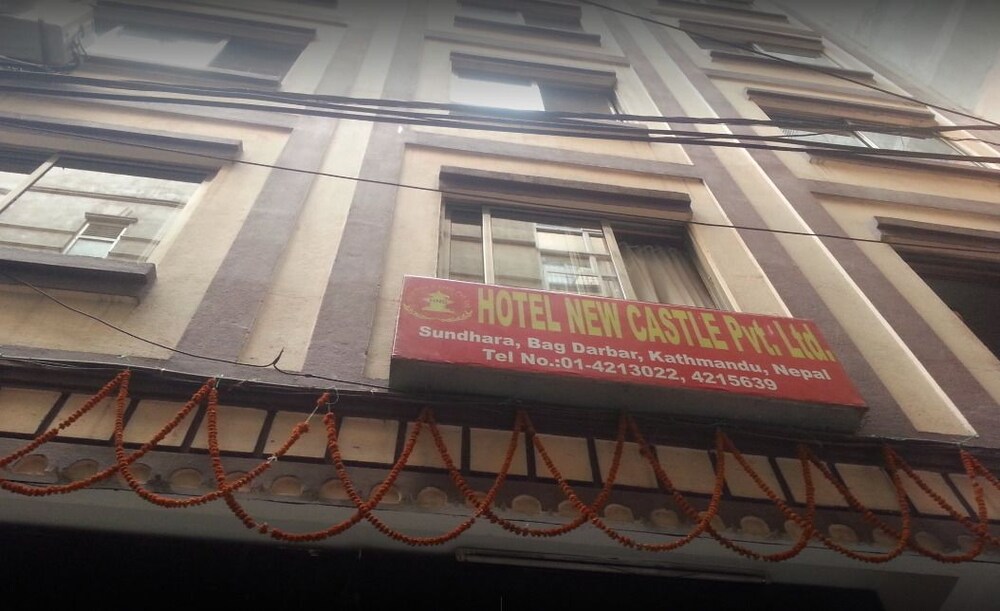 HOTEL NEW CASTLE Pvt. Ltd.
Sundhara, Bag Darbar, Kathmandu, Nepal
Tel No.:01-4213022, 4215639